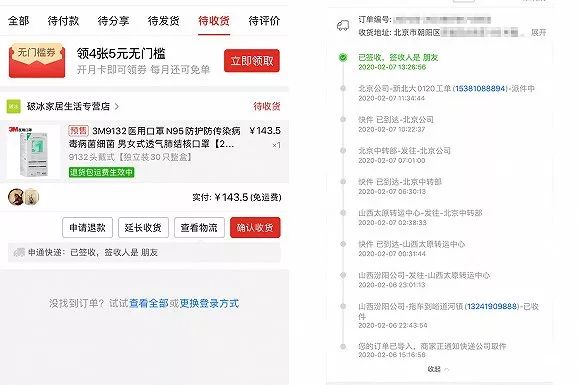 全部 待付款 待分享 待发货 待收货 待评价
无门槛券
领4张5元无门槛
开月卡即可领券 每月还可免单
立即领取
破冰 破冰家居生活专营店 >
待收货
3M
预售 3M9132医用口罩N95防护防传染病毒病菌细菌 男女式透气肺结核口罩【2...
¥143.5
×1
9132头戴式【独立装30只整盒】
退货包运费生效中
实付: ¥143.5 (免运费)
申请退款 延长收货 查看物流 确认收货
申通快递: 已签收, 签收人是 朋友
没找到订单? 试试查看全部或更换登录方式
订单编号:
收货地址: 北京市朝阳区 展开
已签收, 签收人是 朋友
2020-02-07 13:26:56
北京公司-新北大0120工单 (15381088894) -派件中
2020-02-07 11:34:44
快件 已到达-北京公司
2020-02-07 10:22:37
北京中转部-发往-北京公司
2020-02-07 07:01:00
快件 已到达-北京中转部
2020-02-07 06:30:13
山西太原转运中心-发往-北京中转部
2020-02-07 02:38:33
快件 已到达-山西太原转运中心
2020-02-07 00:31:44
山西汾阳公司-发往-山西太原转运中心
2020-02-06 23:01:13
山西汾阳公司-拖车到峪道河镇 (13241909888) -已收件
2020-02-06 22:43:54
您的订单已导入, 商家正通知快递公司取件
2020-02-06 15:16:58
收起